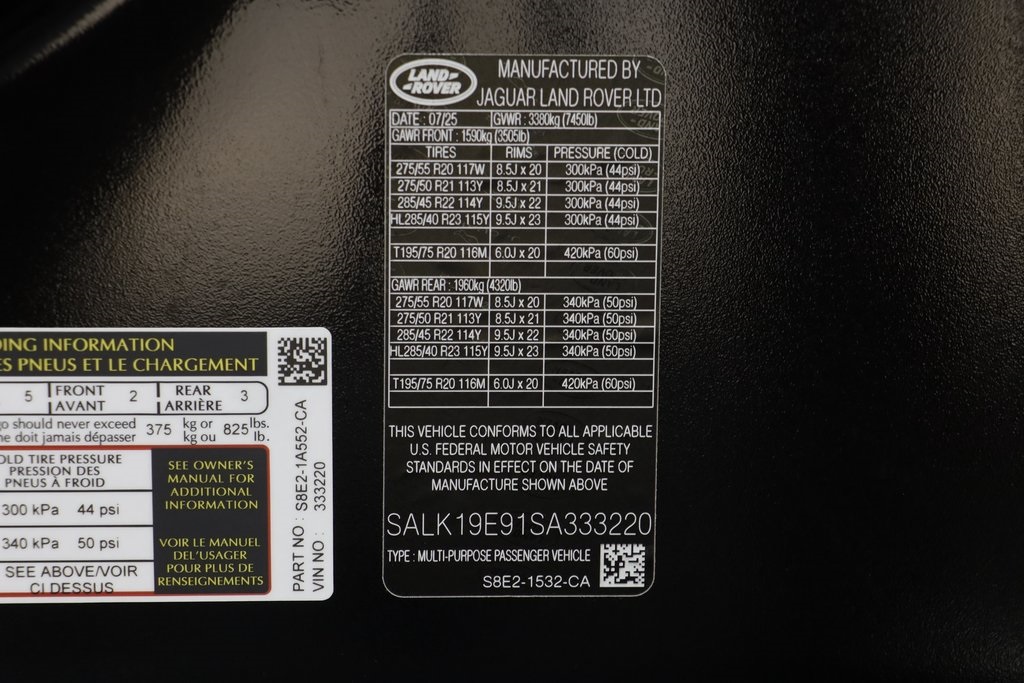 LAND-
-ROVER
MANUFACTURED BY
JAGUAR LAND ROVER LTD
DATE : 07/25 GVWR : 3380kg (7450lb)
GAWR FRONT : 1590kg (3505lb)
TIRES RIMS PRESSURE (COLD)
275/55 R20 117W 8.5J x 20 300kPa (44psi)
275/50 R21 113Y 8.5J x 21 300kPa (44psi)
285/45 R22 114Y 9.5J x 22 300kPa (44psi)
HL285/40 R23 115Y 9.5J x 23 300kPa (44psi)
T195/75 R20 116M 6.0J x 20 420kPa (60psi)
GAWR REAR : 1960kg (4320lb)
275/55 R20 117W 8.5J x 20 340kPa (50psi)
275/50 R21 113Y 8.5J x 21 340kPa (50psi)
285/45 R22 114Y 9.5J x 22 340kPa (50psi)
HL285/40 R23 115Y 9.5J x 23 340kPa (50psi)
T195/75 R20 116M 6.0J x 20 420kPa (60psi)
THIS VEHICLE CONFORMS TO ALL APPLICABLE
U.S. FEDERAL MOTOR VEHICLE SAFETY
STANDARDS IN EFFECT ON THE DATE OF
MANUFACTURE SHOWN ABOVE
SALK19E91SA333220
TYPE : MULTI-PURPOSE PASSENGER VEHICLE
S8E2-1532-CA
DING INFORMATION
ES PNEUS ET LE CHARGEMENT
5 FRONT 2 REAR 3
AVANT ARRIÈRE
go should never exceed 375 kg or 825 lbs.
ne doit jamais dépasser kg ou lb.
OLD TIRE PRESSURE
PRESSION DES
PNEUS À FROID
300 kPa 44 psi
340 kPa 50 psi
SEE ABOVE/VOIR
CI DESSUS
SEE OWNER'S
MANUAL FOR
ADDITIONAL
INFORMATION
VOIR LE MANUEL
DEL'USAGER
POUR PLUS DE
RENSEIGNEMENTS
PART NO : S8E2-1A552-CA
VIN NO : 333220